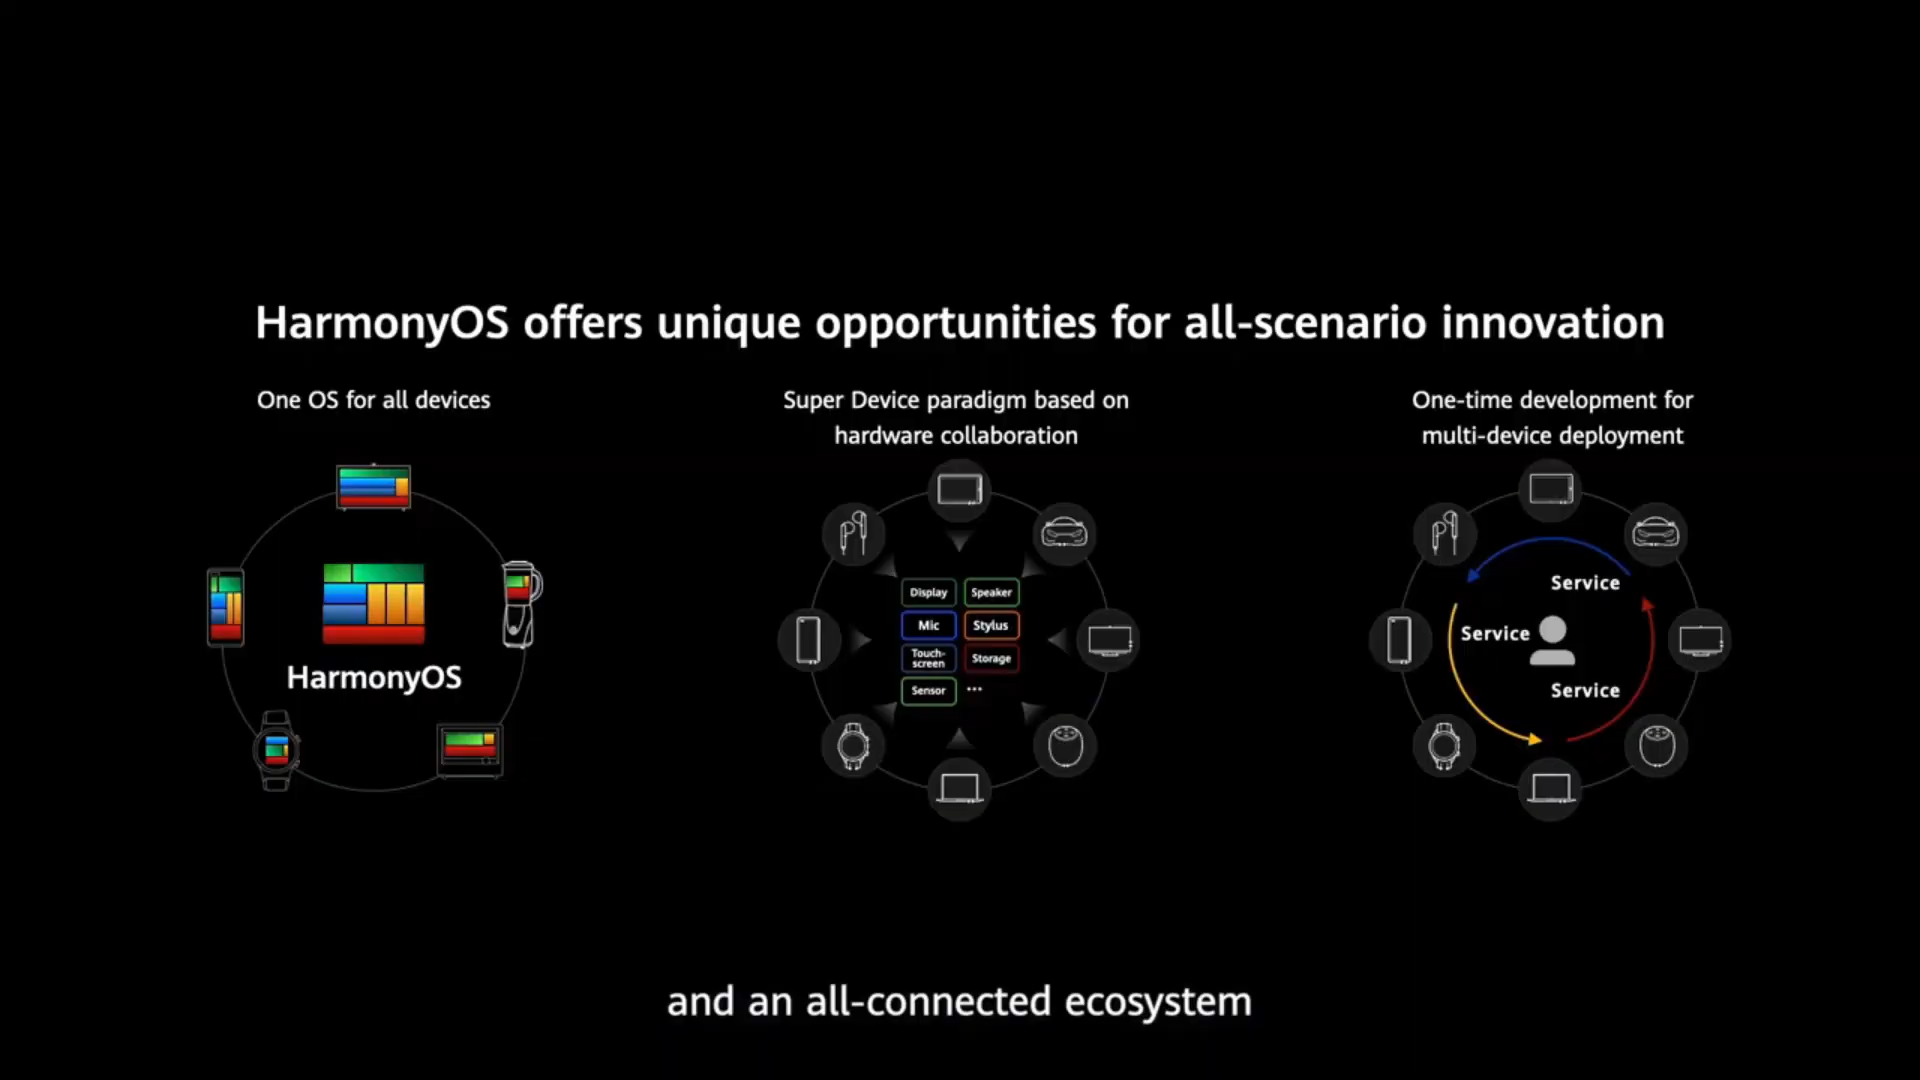 HarmonyOS offers unique opportunities for all-scenario innovation
One OS for all devices
HarmonyOS
Super Device paradigm based on
hardware collaboration
Display
Speaker
Mic
Stylus
Touch-
screen
Storage
Sensor
...
One-time development for
multi-device deployment
Service
Service
Service
and an all-connected ecosystem